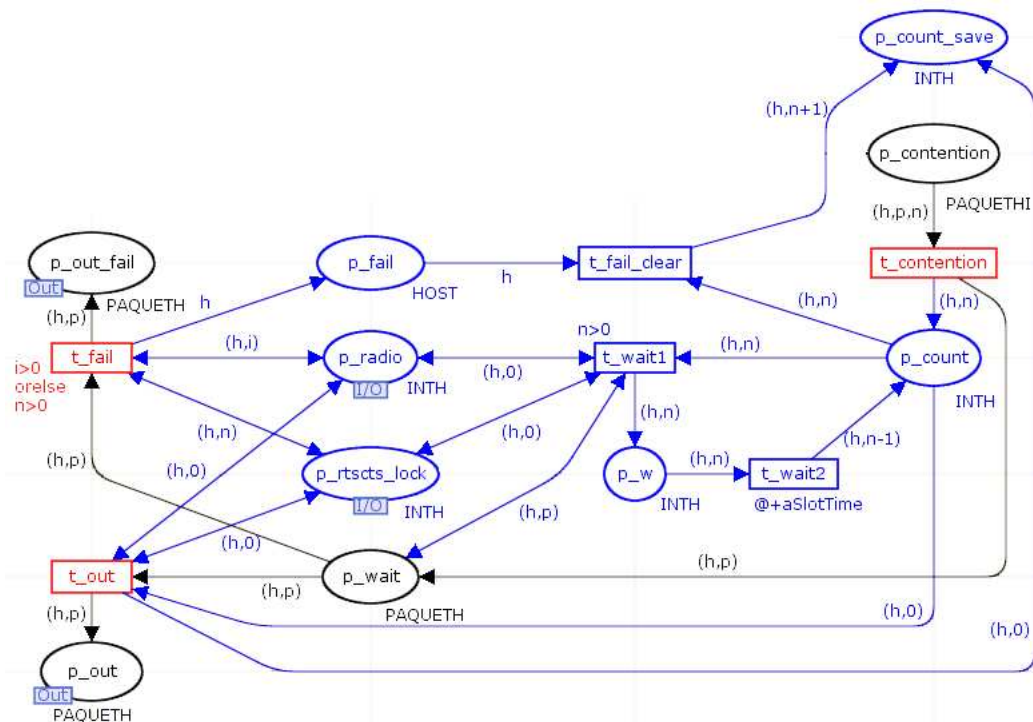 p_count_save
INTH
(h,n+1)
p_contention
(h,p,n)
PAQUETHI
p_out_fail
Out
PAQUETH
p_fail
HOST
h
t_fail_clear
t_contention
(h,p)
h
(h,n)
(h,n)
n>0
t_fail
i>0
orelse
n>0
(h,i)
p_radio
I/O
INTH
(h,0)
t_wait1
(h,n)
p_count
INTH
(h,n)
(h,0)
(h,n)
(h,n-1)
(h,p)
(h,0)
p_rtscts_lock
I/O
INTH
p_w
INTH
(h,n)
t_wait2
@+aSlotTime
(h,p)
(h,0)
t_out
(h,p)
p_wait
PAQUETH
(h,p)
(h,p)
(h,0)
(h,0)
p_out
Out
PAQUETH